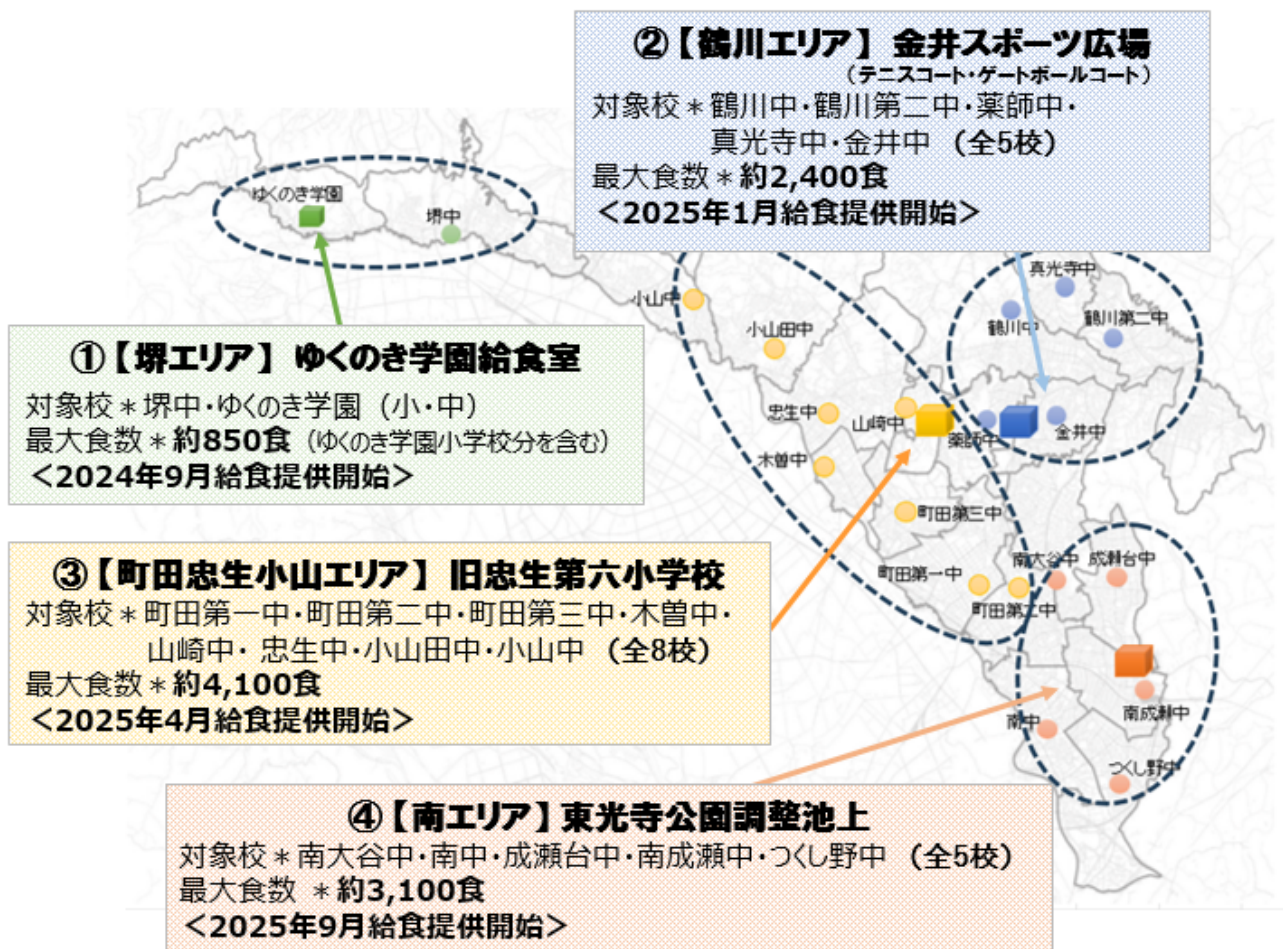 ②【鶴川エリア】 金井スポーツ広場
（テニスコート・ゲートボールコート）
対象校＊鶴川中・鶴川第二中・薬師中・
真光寺中・金井中 （全5校）
最大食数＊約2,400食
＜2025年1月給食提供開始＞
ゆくのき学園
堺中
①【堺エリア】 ゆくのき学園給食室
対象校＊堺中・ゆくのき学園 （小・中）
最大食数＊約850食 （ゆくのき学園小学校分を含む）
＜2024年9月給食提供開始＞
小山中
小山田中
忠生中
山崎中
木曽中
町田第三中
町田第一中
町田第二中
真光寺中
鶴川中
鶴川第二中
薬師中
金井中
③【町田忠生小山エリア】 旧忠生第六小学校
対象校＊町田第一中・町田第二中・町田第三中・木曽中・
山崎中・ 忠生中・小山田中・小山中 （全8校）
最大食数＊約4,100食
＜2025年4月給食提供開始＞
南大谷中
成瀬台中
南成瀬中
南中
つくし野中
④【南エリア】東光寺公園調整池上
対象校＊南大谷中・南中・成瀬台中・南成瀬中・つくし野中 （全5校）
最大食数 ＊約3,100食
＜2025年9月給食提供開始＞